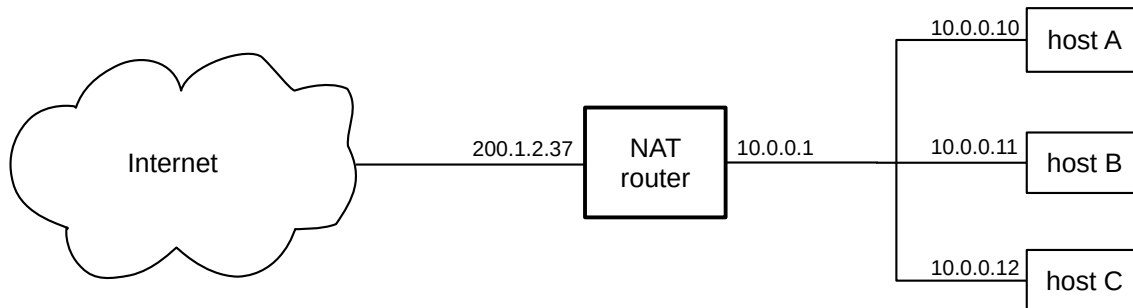 10.0.0.10
host A
Internet
200.1.2.37
NAT
router
10.0.0.1
10.0.0.11
host B
10.0.0.12
host C